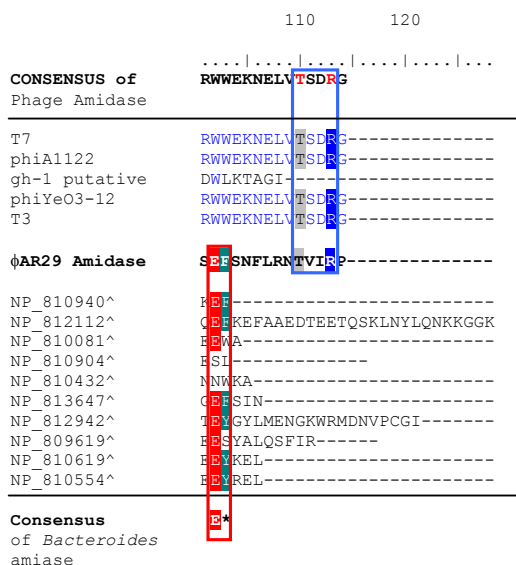 110 120
....|....|....|....|....|...
CONSENSUS of RWWEKNELVTSDRG
Phage Amidase
T7 RWWEKNELVTSDRG--------------
phiA1122 RWWEKNELVTSDRG--------------
gh-1 putative DWLKTAGI--------------------
phiYeO3-12 RWWEKNELVTSDRG--------------
T3 RWWEKNELVTSDRG--------------
ϕAR29 Amidase SEFSNFLRNTVIRP--------------
NP_810940^ KEF-------------------------
NP_812112^ QEFKEFAAEDTEETQSKLNYLQNKKGGK
NP_810081^ EEWA------------------------
NP_810904^ ESL-------------
NP_810432^ NNWKA-----------------------
NP_813647^ GEFSIN----------------------
NP_812942^ TEYGYLMENGKWRMDNVPCGI-------
NP_809619^ EESYALQSFIR------
NP_810619^ EEYKEL----------------------
NP_810554^ EEYREL----------------------
Consensus E*
of Bacteroides
amiase